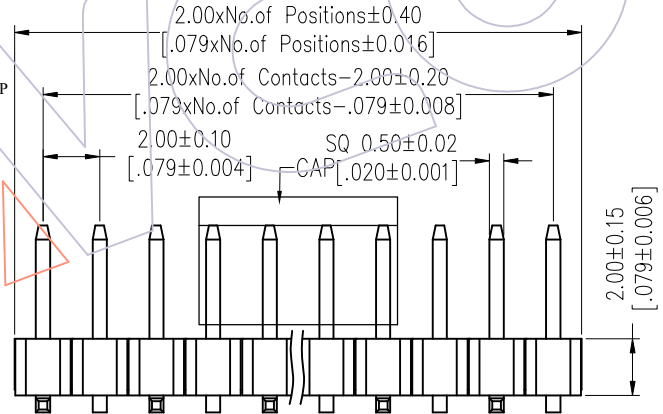 2.00xNo.of Positions±0.40
[.079xNo.of Positions±0.016]
P
2.00xNo.of Contacts-2.00±0.20
[.079xNo.of Contacts-.079±0.008]
2.00±0.10
[.079±0.004]
CAP
SQ 0.50±0.02
[.020±0.001]
2.00±0.15
[.079±0.006]